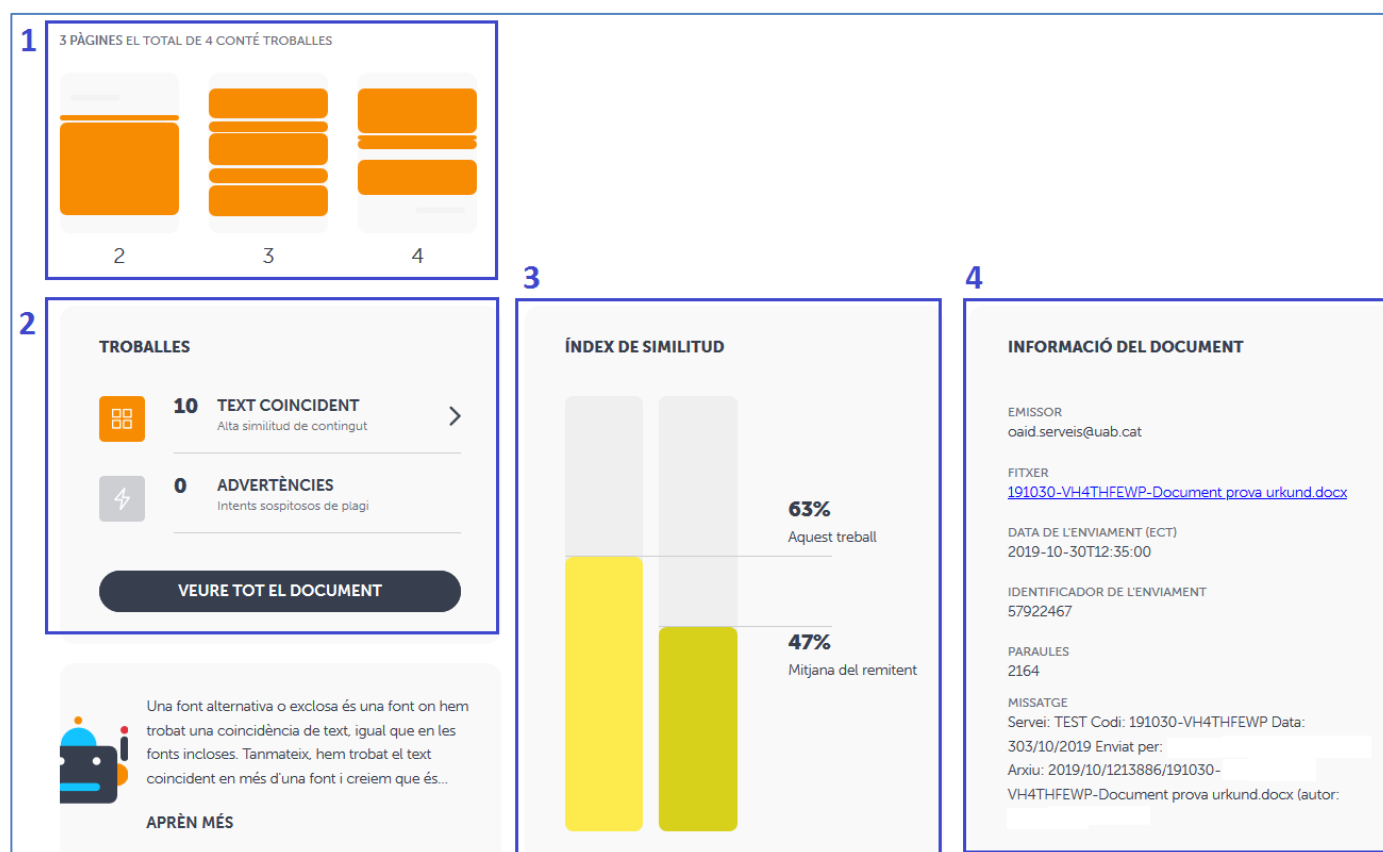 1
3 PÀGINES EL TOTAL DE 4 CONTÉ TROBALLES
2
3
4
2
TROBALLES
10 TEXT COINCIDENT
Alta similitud de contingut
0 ADVERTÈNCIES
Intents sospitosos de plagi
VEURE TOT EL DOCUMENT
Una font alternativa o exclosa és una font on hem
trobat una coincidència de text, igual que en les
fonts incloses. Tanmateix, hem trobat el text
coincident en més d'una font i creiem que és...
APRÈN MÉS
3
ÍNDEX DE SIMILITUD
63%
Aquest treball
47%
Mitjana del remitent
4
INFORMACIÓ DEL DOCUMENT
EMISSOR
oaid.serveis@uab.cat
FITXER
191030-VH4THFEWP-Document prova urkund.docx
DATA DE L'ENVIAMENT (ECT)
2019-10-30T12:35:00
IDENTIFICADOR DE L'ENVIAMENT
57922467
PARAULES
2164
MISSATGE
Servei: TEST Codi: 191030-VH4THFEWP Data:
303/10/2019 Enviat per:
Arxiu: 2019/10/1213886/191030-
VH4THFEWP-Document prova urkund.docx (autor: